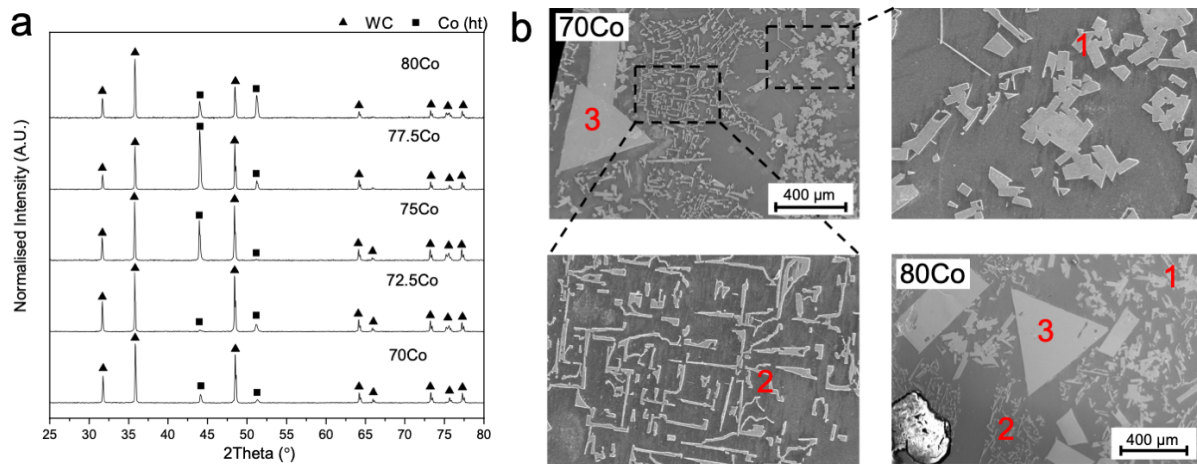 a
▲ WC ■ Co (ht)
Normalised Intensity (A.U.)
80Co
77.5Co
75Co
72.5Co
70Co
25 30 35 40 45 50 55 60 65 70 75 80
2Theta (°)
b
70Co
3
400 μm
1
2
80Co
1
3
2
400 μm